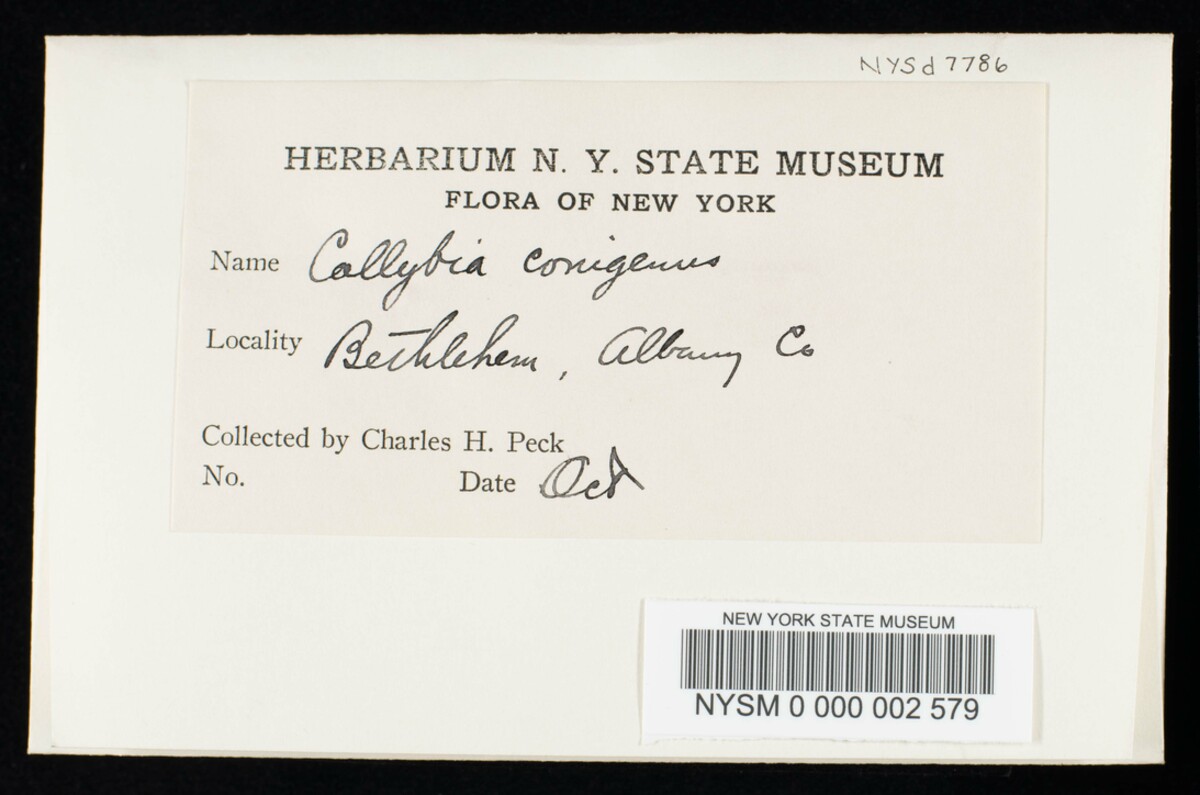 NYSd 7786
HERBARIUM N. Y. STATE MUSEUM
FLORA OF NEW YORK
Name Collybia conigenus
Locality Bethlehem, Albany Co
Collected by Charles H. Peck
No. Date Oct
NEW YORK STATE MUSEUM
NYSM 0 000 002 579